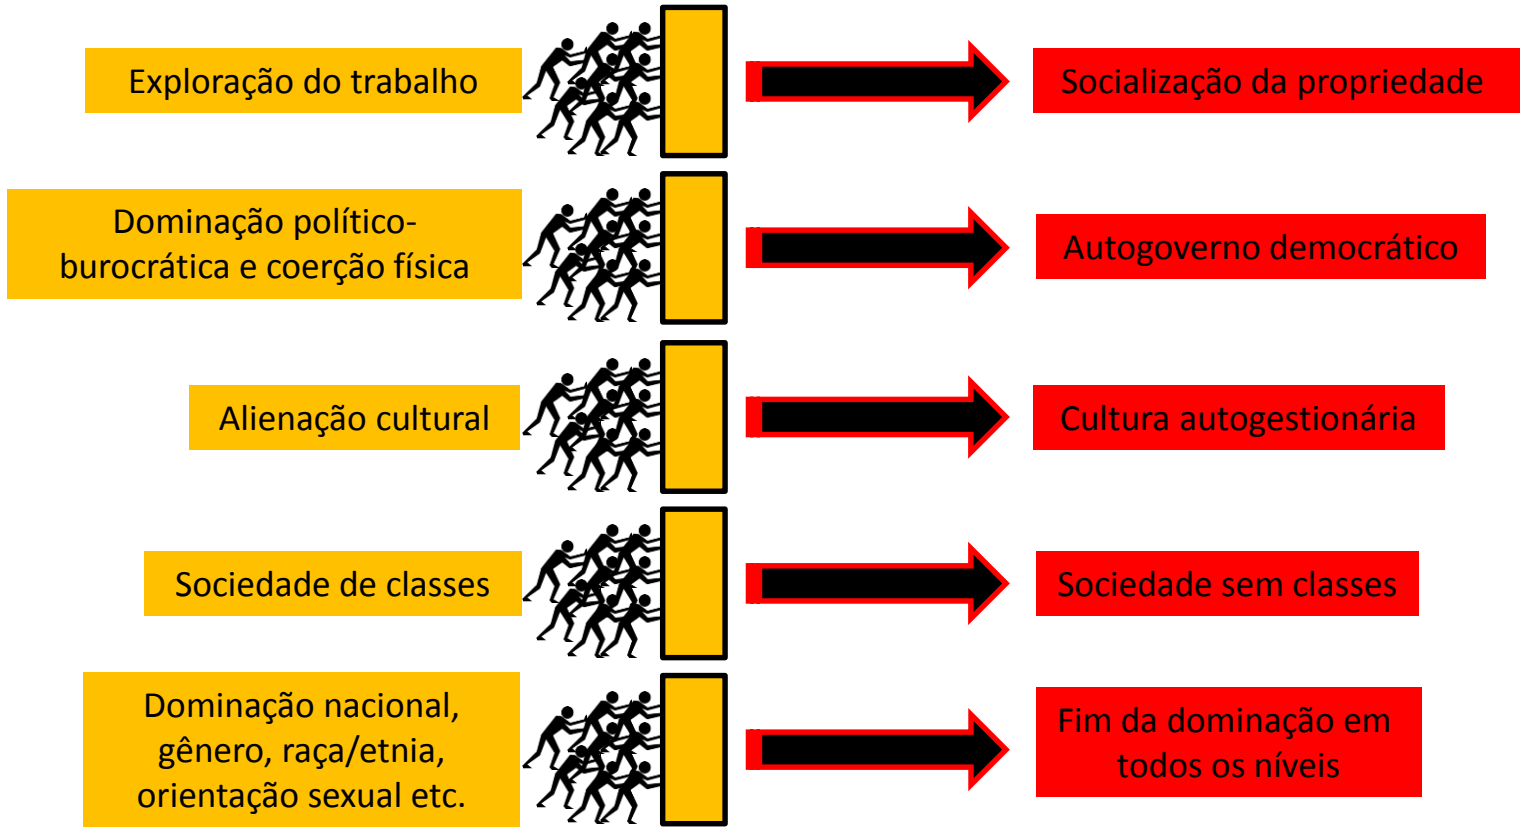 Exploração do trabalho
Socialização da propriedade
Dominação político-
burocrática e coerção física
Autogoverno democrático
Alienação cultural
Cultura autogestionária
Sociedade de classes
Sociedade sem classes
Dominação nacional,
gênero, raça/etnia,
orientação sexual etc.
Fim da dominação em
todos os níveis